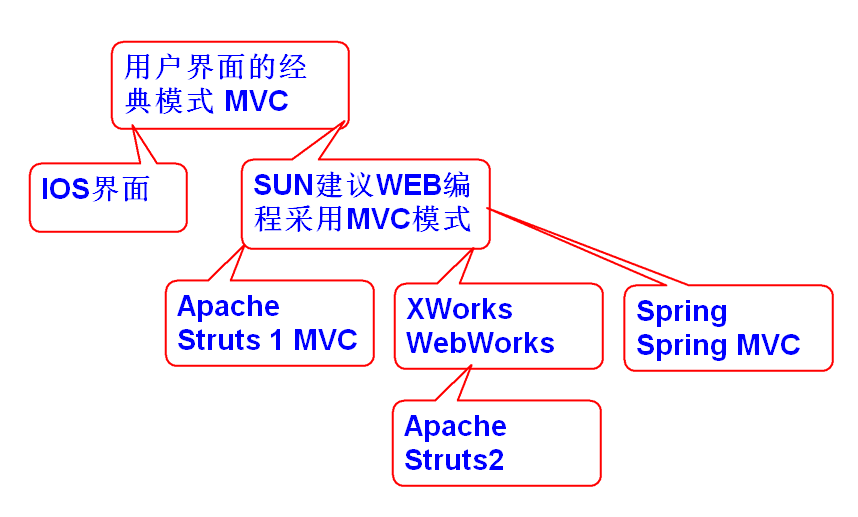 用户界面的经
典模式 MVC
IOS界面
SUN建议WEB编
程采用MVC模式
Apache
Struts 1 MVC
XWorks
WebWorks
Spring
Spring MVC
Apache
Struts2